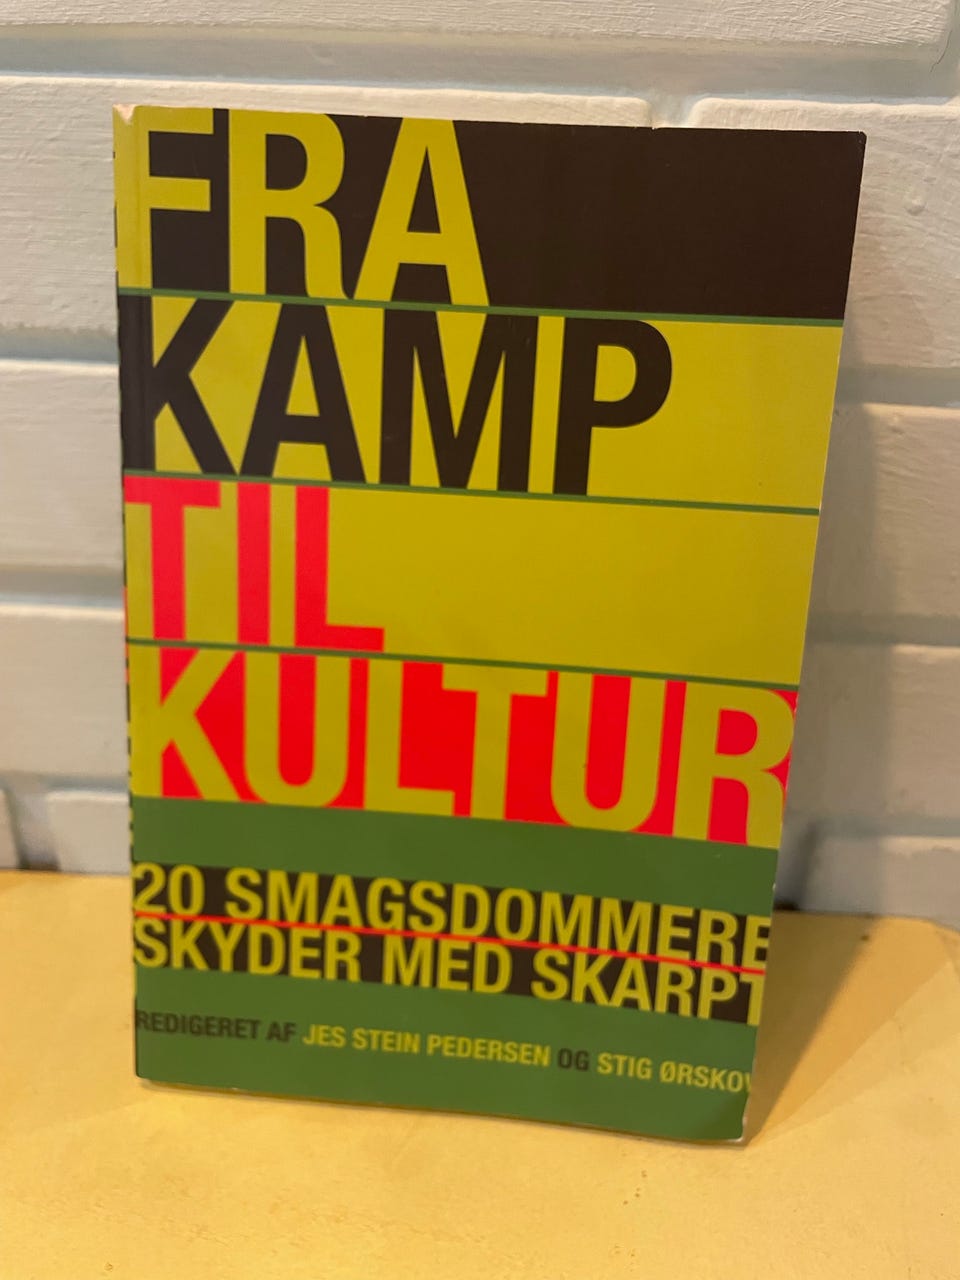 FRA
KAMP
TIL
KULTUR
20 SMAGSDOMMERE
SKYDER MED SKARPT
REDIGERET AF JES STEIN PEDERSEN OG STIG ØRSKOV